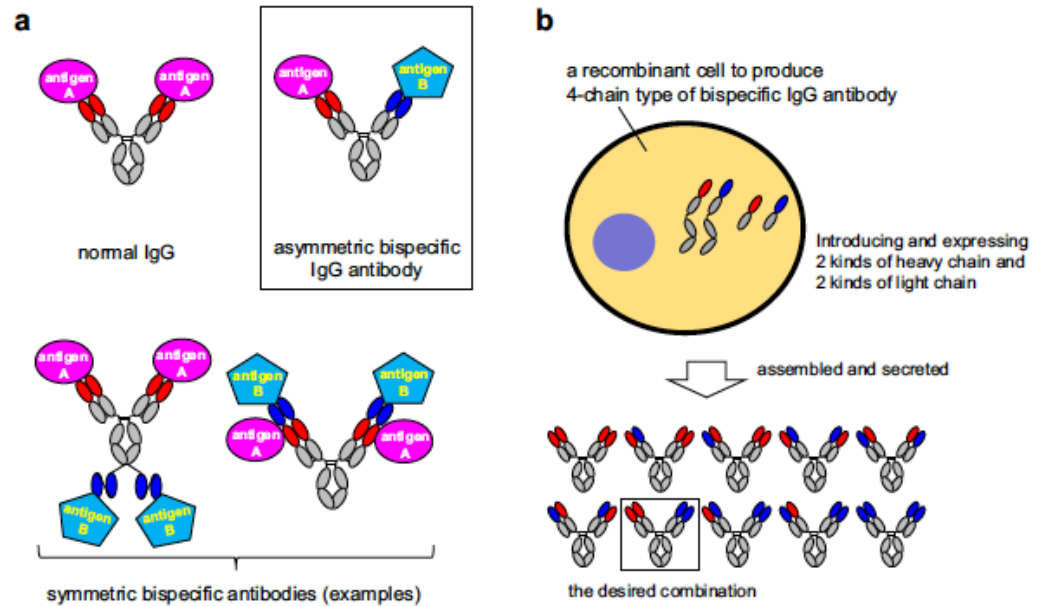 a
antigen
A
antigen
A
normal IgG
antigen
A
antigen
B
asymmetric bispecific
IgG antibody
antigen
A
antigen
A
antigen
B
antigen
B
antigen
B
antigen
B
antigen
A
antigen
A
symmetric bispecific antibodies (examples)
b
a recombinant cell to produce
4-chain type of bispecific IgG antibody
Introducing and expressing
2 kinds of heavy chain and
2 kinds of light chain
assembled and secreted
the desired combination